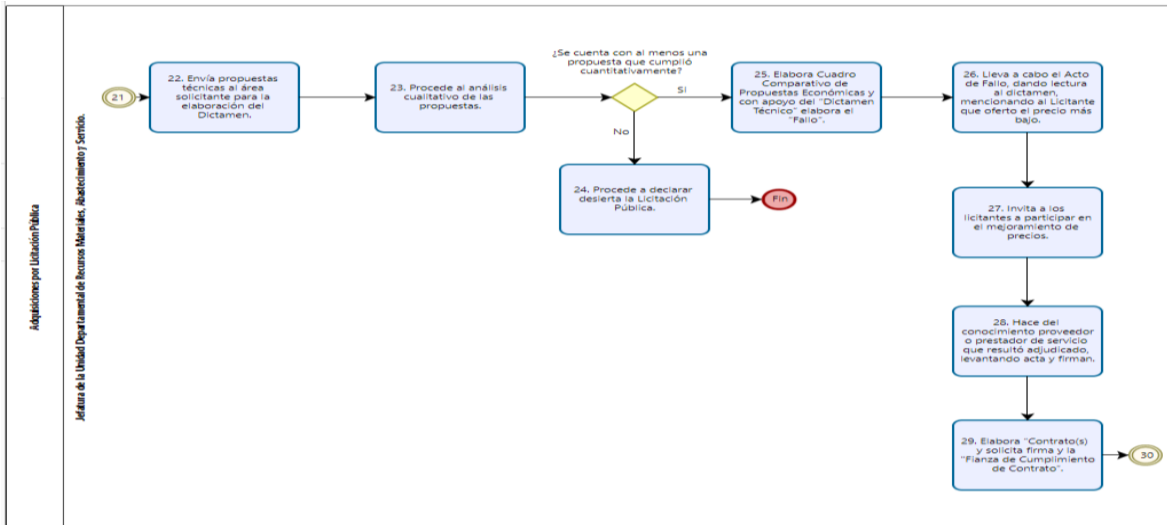 Adquisiciones por Licitación Pública
Jefatura de la Unidad Departamental de Recursos Materiales, Abastecimiento y Servicio.
21
22. Envía propuestas
técnicas al área
solicitante para la
elaboración del
Dictamen.
23. Procede al análisis
cualitativo de las
propuestas.
¿Se cuenta con al menos una
propuesta que cumplió
cuantitativamente?
Si
No
24. Procede a declarar
desierta la Licitación
Pública.
Fin
25. Elabora Cuadro
Comparativo de
Propuestas Económicas y
con apoyo del "Dictamen
Técnico" elabora el
"Fallo".
26. Lleva a cabo el Acto
de Fallo, dando lectura
al dictamen,
mencionando al Licitante
que oferto el precio más
bajo.
27. Invita a los
licitantes a participar en
el mejoramiento de
precios.
28. Hace del
conocimiento proveedor
o prestador de servicio
que resultó adjudicado,
levantando acta y firman.
29. Elabora "Contrato(s)
y solicita firma y la
"Fianza de Cumplimiento
de Contrato".
30